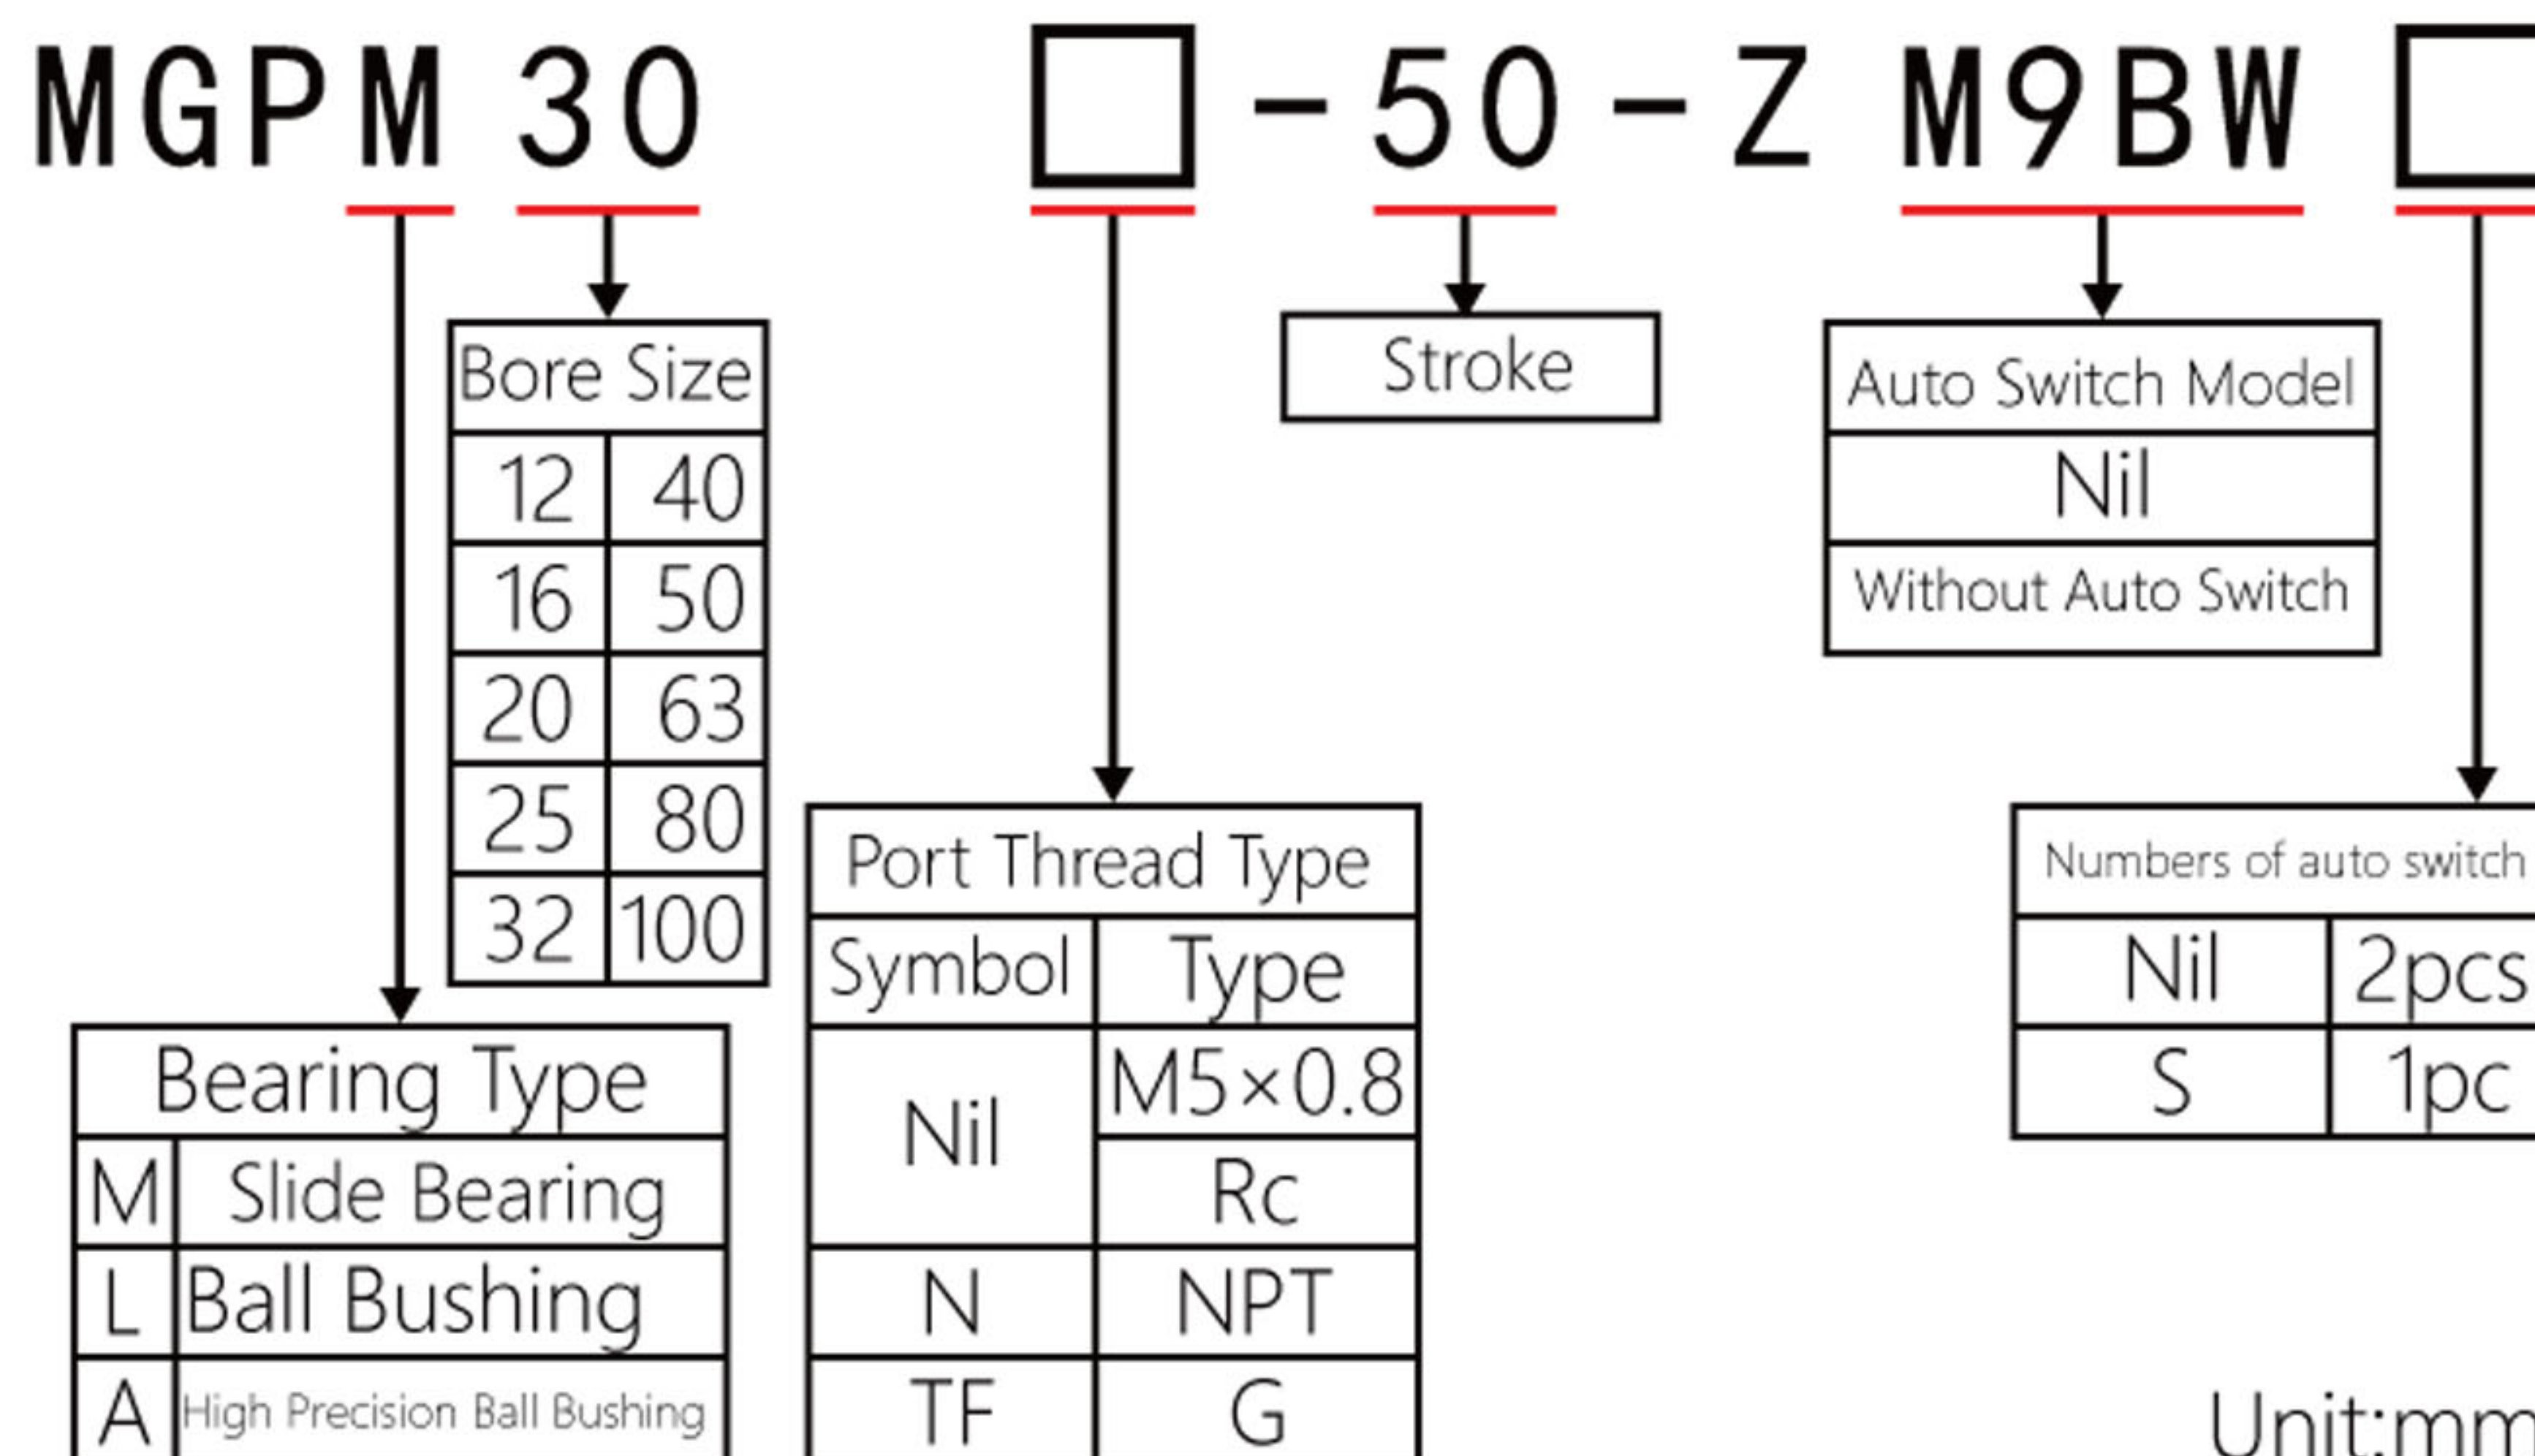 MGPM 30 □ -50-Z M9BW □
Bore Size
12 40
16 50
20 63
25 80
32 100
Stroke
Auto Switch Model
Nil
Without Auto Switch
Port Thread Type
Symbol Type
Nil M5×0.8
Rc
N NPT
TF G
Numbers of auto switch
Nil 2pcs
S 1pc
Bearing Type
M Slide Bearing
L Ball Bushing
A High Precision Ball Bushing
Unit:mm